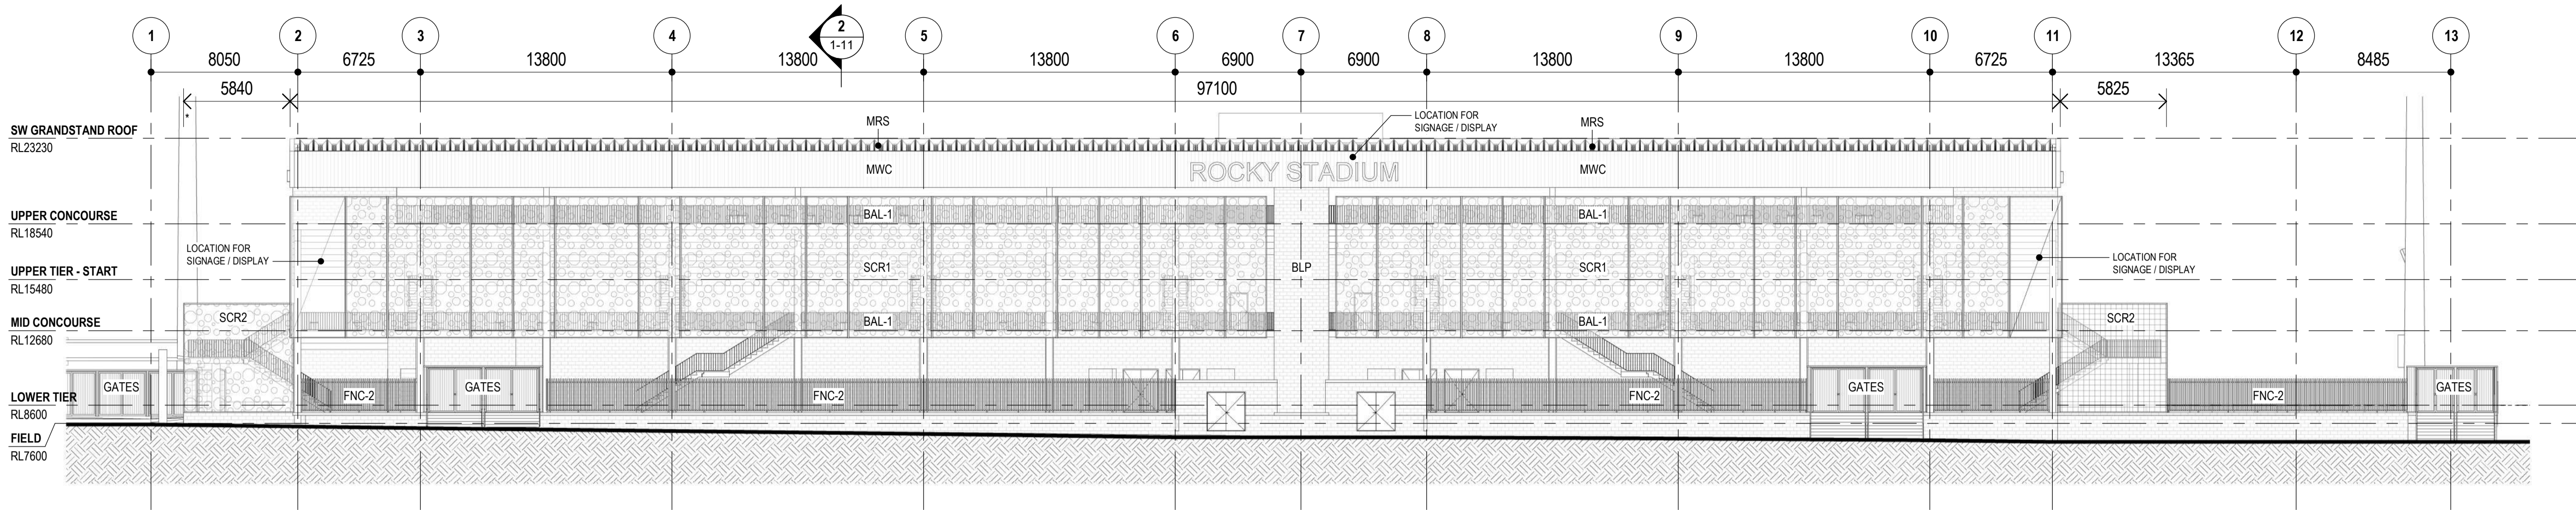 1
2
3
4
2
1-11
5
6
7
8
9
10
11
12
13
8050
6725
13800
13800
13800
6900
6900
13800
13800
6725
13365
8485
5840
97100
5825
SW GRANDSTAND ROOF
RL23230
MRS
LOCATION FOR
SIGNAGE / DISPLAY
MRS
MWC
ROCKY STADIUM
MWC
UPPER CONCOURSE
RL18540
BAL-1
BAL-1
LOCATION FOR
SIGNAGE / DISPLAY
UPPER TIER - START
RL15480
SCR1
BLP
SCR1
LOCATION FOR
SIGNAGE / DISPLAY
MID CONCOURSE
RL12680
SCR2
BAL-1
BAL-1
SCR2
LOWER TIER
RL8600
GATES
FNC-2
GATES
FNC-2
FNC-2
GATES
FNC-2
GATES
FIELD
RL7600